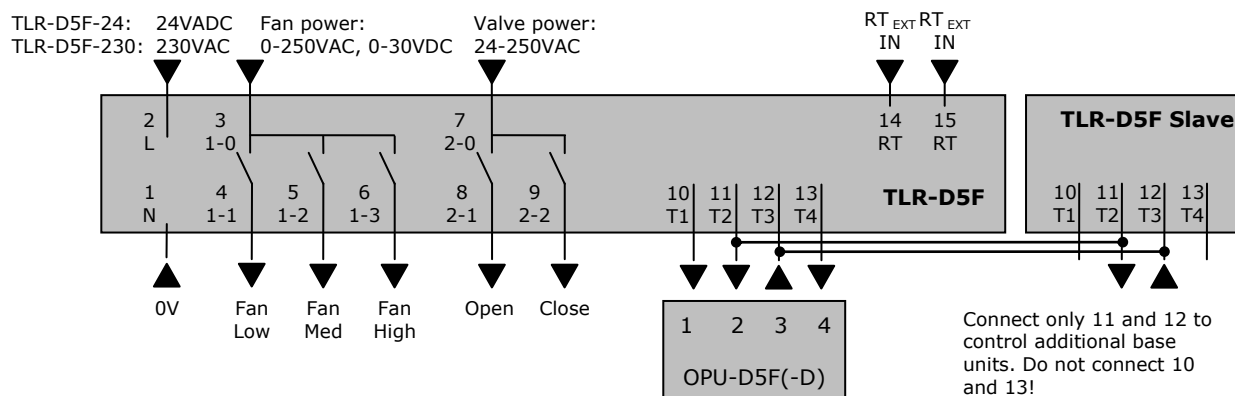 TLR-D5F-24: 24VADC Fan power: Valve power:
TLR-D5F-230: 230VAC 0-250VAC, 0-30VDC 24-250VAC
RT EXT RT EXT
IN IN
2 3 7 14 15
L 1-0 2-0 RT RT
TLR-D5F Slave
1 4 5 6 8 9
N 1-1 1-2 1-3 2-1 2-2
10 11 12 13
T1 T2 T3 T4
TLR-D5F
10 11 12 13
T1 T2 T3 T4
0V Fan Fan Fan Open Close
Low Med High
1 2 3 4
OPU-D5F(-D)
Connect only 11 and 12 to
control additional base
units. Do not connect 10
and 13!